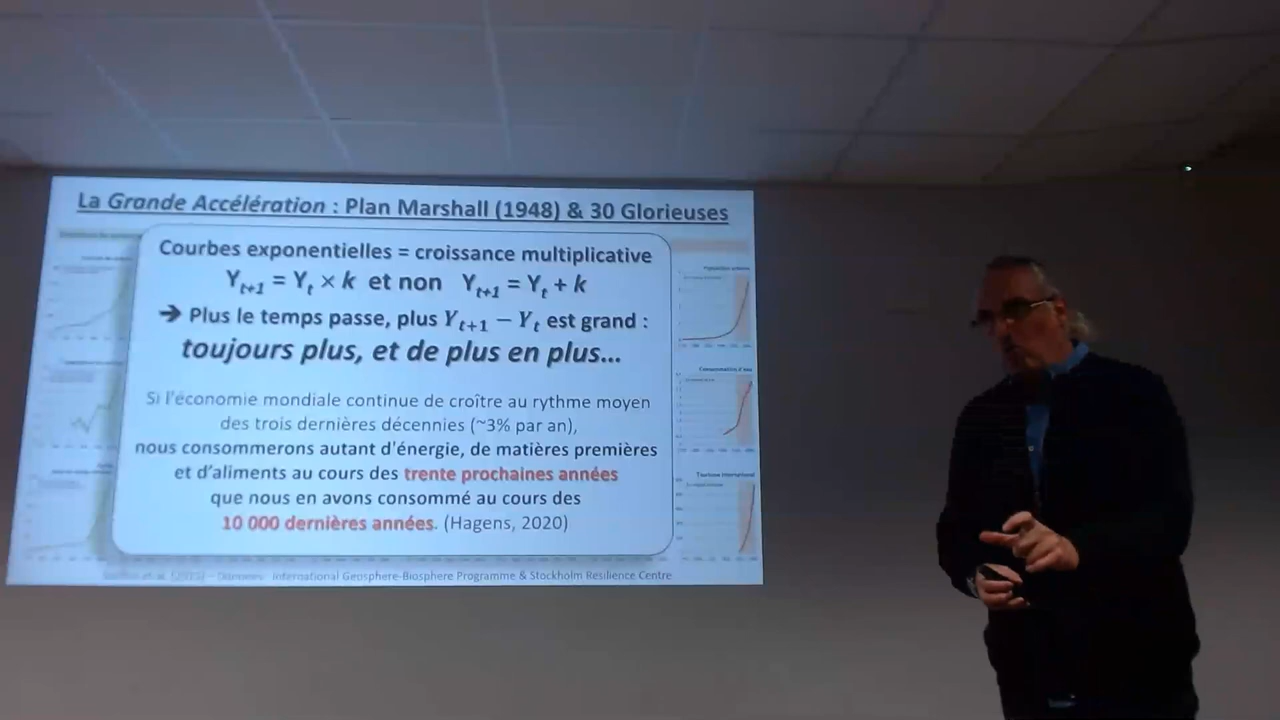 La Grande Accélération : Plan Marshall (1948) & 30 Glorieuses
Courbes exponentielles = croissance multiplicative
Yt+1 = Yt × k et non Yt+1 = Yt + k
➔ Plus le temps passe, plus Yt+1 − Yt est grand :
toujours plus, et de plus en plus...
Si l'économie mondiale continue de croître au rythme moyen
des trois dernières décennies (~3% par an),
nous consommerons autant d'énergie, de matières premières
et d'aliments au cours des trente prochaines années
que nous en avons consommé au cours des
10 000 dernières années. (Hagens, 2020)
Consommation d'eau
Tourisme international
International Geosphere-Biosphere Programme & Stockholm Resilience Centre